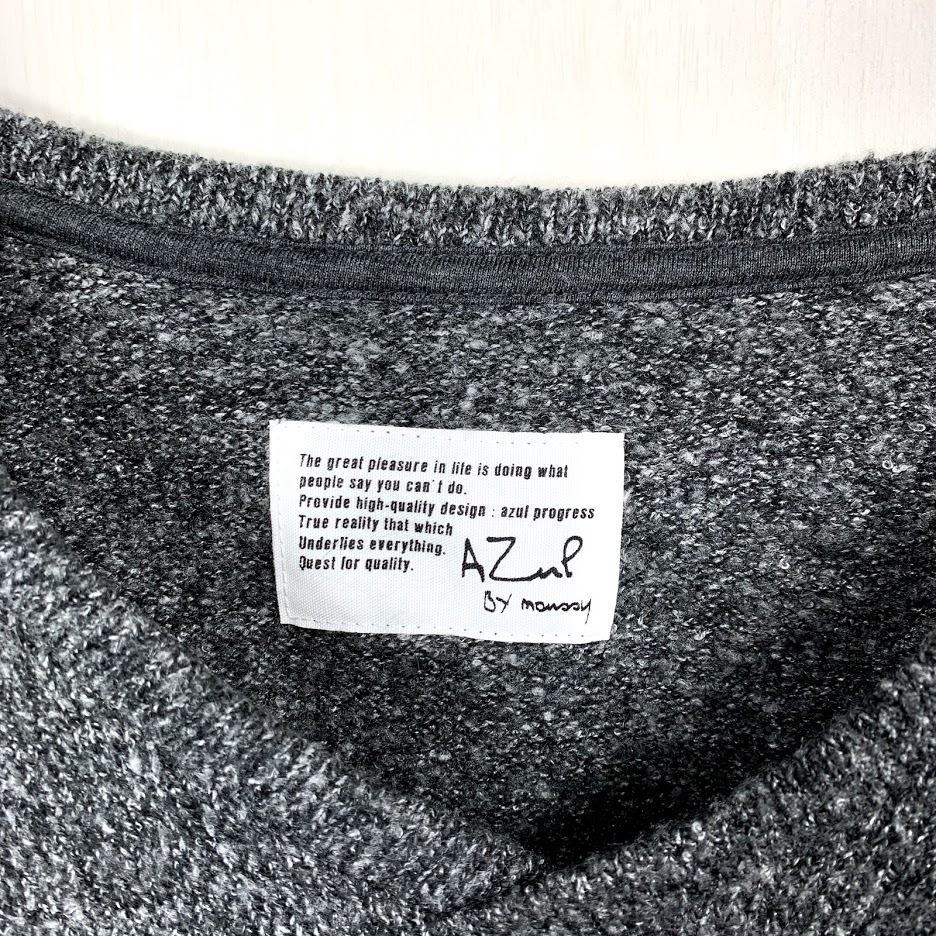 The great pleasure in life is doing what
people say you can't do.
Provide high-quality design : azul progress
True reality that which
Underlies everything.
Quest for quality.
AZUL
BY moussy